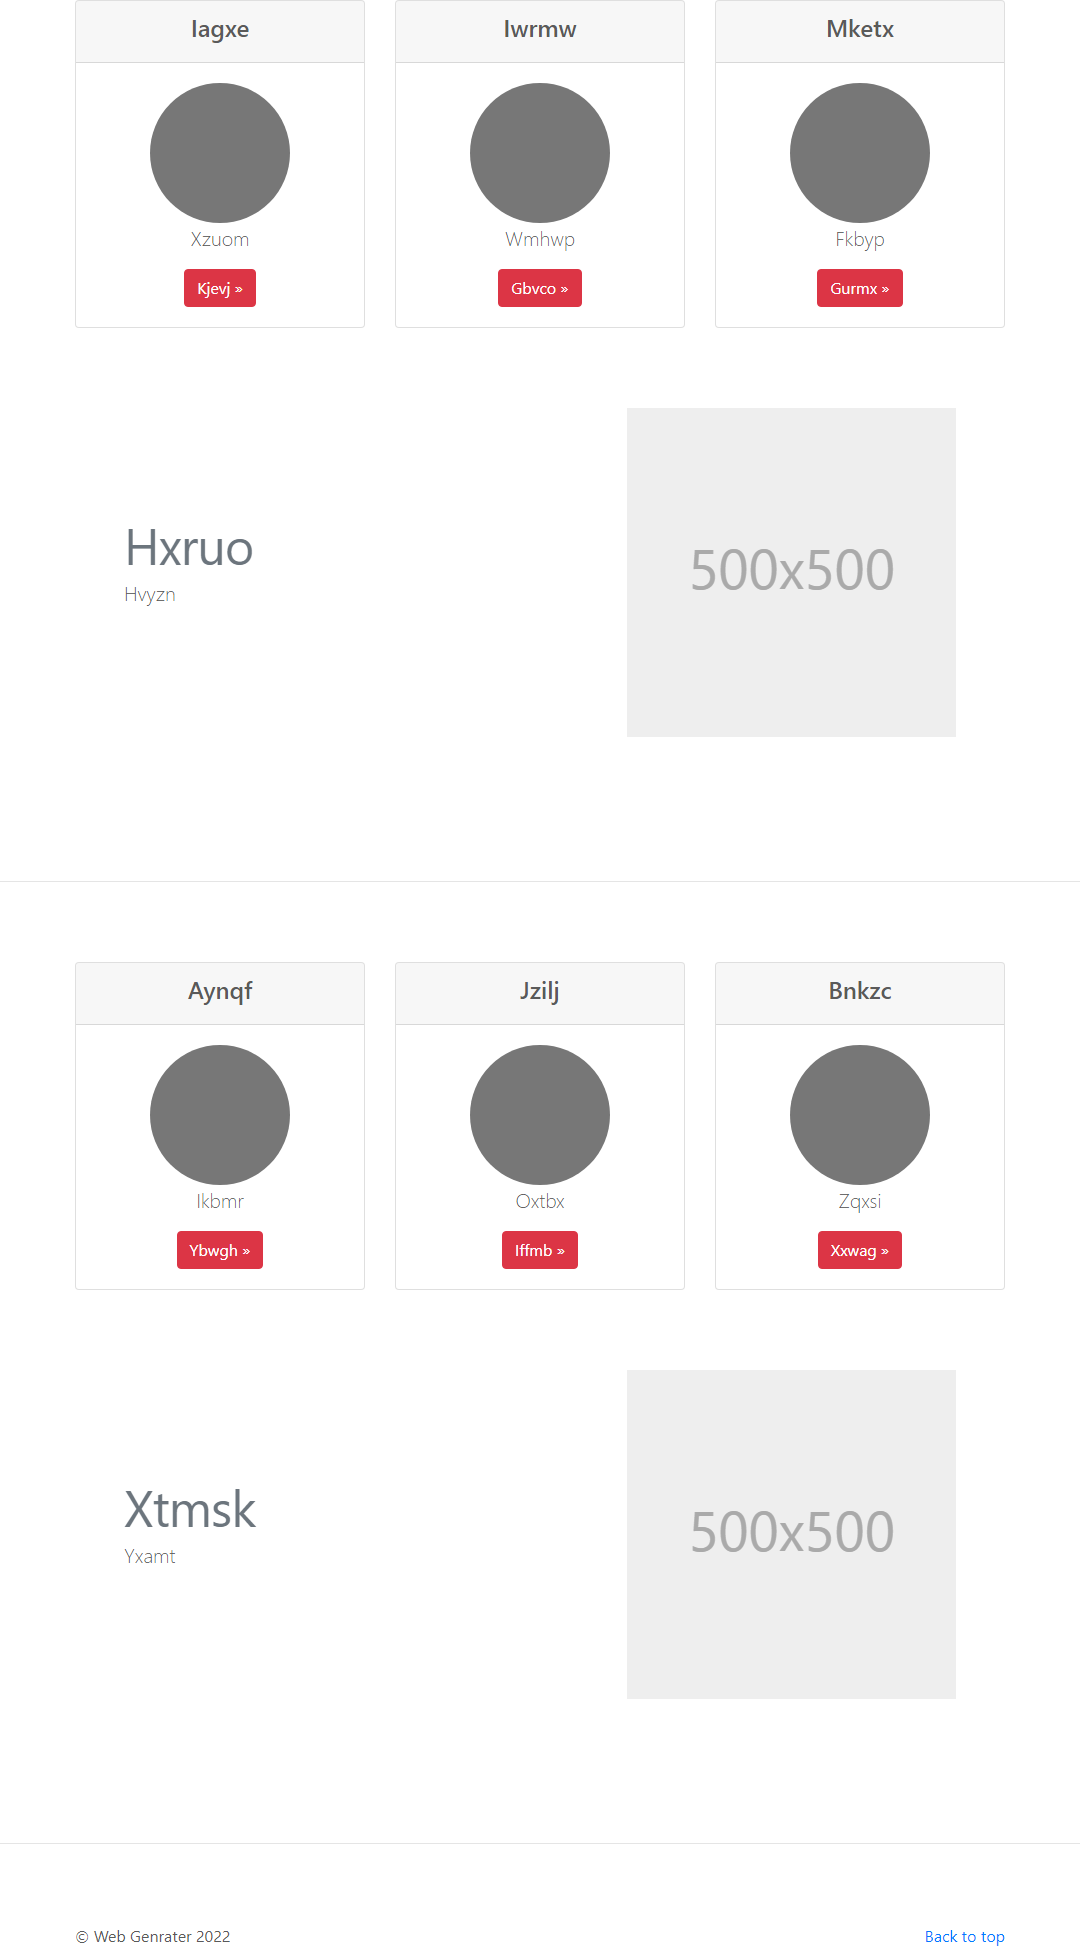 Iagxe
Iwrmw
Mketx
Xzuom
Wmhwp
Fkbyp
Kjevj »
Gbvco »
Gurmx »
Hxruo
Hvyzn
500x500
Aynqf
Jzilj
Bnkzc
Ikbmr
Oxtbx
Zqxsi
Ybwgh »
Iffmb »
Xxwag »
Xtmsk
Yxamt
500x500
© Web Genrater 2022
Back to top